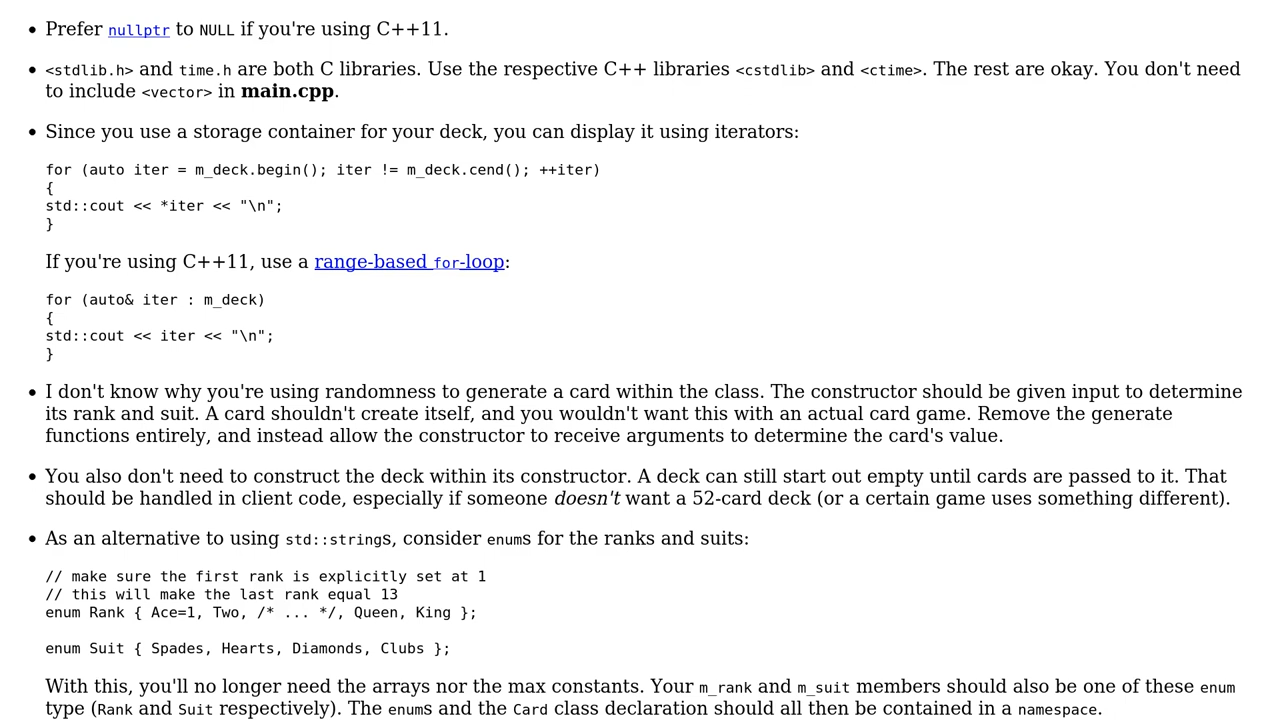 • Prefer nullptr to NULL if you're using C++11.
• <stdlib.h> and time.h are both C libraries. Use the respective C++ libraries <cstdlib> and <ctime>. The rest are okay. You don't need
to include <vector> in main.cpp.
• Since you use a storage container for your deck, you can display it using iterators:
for (auto iter = m_deck.begin(); iter != m_deck.cend(); ++iter)
{
std::cout << *iter << "\n";
}
If you're using C++11, use a range-based for-loop:
for (auto& iter : m_deck)
{
std::cout << iter << "\n";
}
• I don't know why you're using randomness to generate a card within the class. The constructor should be given input to determine
its rank and suit. A card shouldn't create itself, and you wouldn't want this with an actual card game. Remove the generate
functions entirely, and instead allow the constructor to receive arguments to determine the card's value.
• You also don't need to construct the deck within its constructor. A deck can still start out empty until cards are passed to it. That
should be handled in client code, especially if someone doesn't want a 52-card deck (or a certain game uses something different).
• As an alternative to using std::strings, consider enums for the ranks and suits:
// make sure the first rank is explicitly set at 1
// this will make the last rank equal 13
enum Rank { Ace=1, Two, /* ... */, Queen, King };
enum Suit { Spades, Hearts, Diamonds, Clubs };
With this, you'll no longer need the arrays nor the max constants. Your m_rank and m_suit members should also be one of these enum
type (Rank and Suit respectively). The enums and the Card class declaration should all then be contained in a namespace.